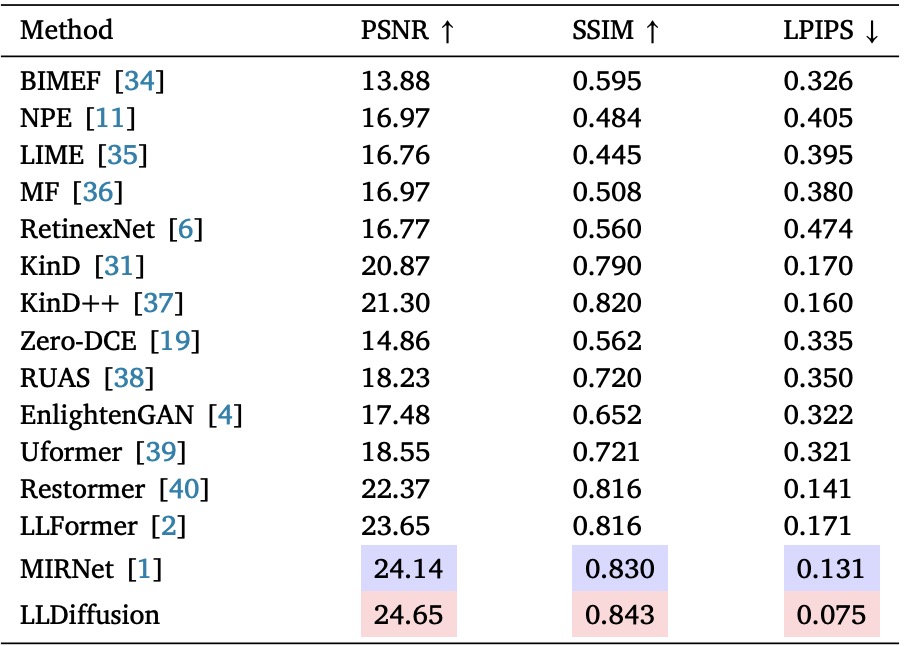 Method PSNR ↑ SSIM ↑ LPIPS ↓
BIMEF [34] 13.88 0.595 0.326
NPE [11] 16.97 0.484 0.405
LIME [35] 16.76 0.445 0.395
MF [36] 16.97 0.508 0.380
RetinexNet [6] 16.77 0.560 0.474
KinD [31] 20.87 0.790 0.170
KinD++ [37] 21.30 0.820 0.160
Zero-DCE [19] 14.86 0.562 0.335
RUAS [38] 18.23 0.720 0.350
EnlightenGAN [4] 17.48 0.652 0.322
Uformer [39] 18.55 0.721 0.321
Restormer [40] 22.37 0.816 0.141
LLFormer [2] 23.65 0.816 0.171
MIRNet [1] 24.14 0.830 0.131
LLDiffusion 24.65 0.843 0.075